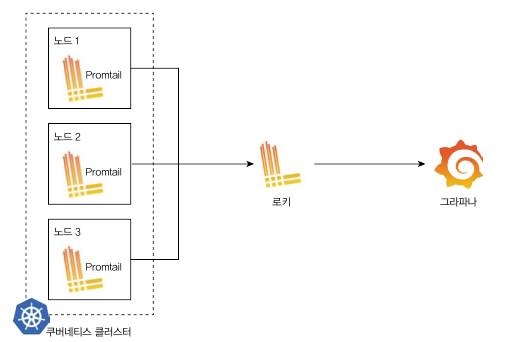 노드 1
Promtail
노드 2
Promtail
노드 3
Promtail
로키
그라파나
쿠버네티스 클러스터